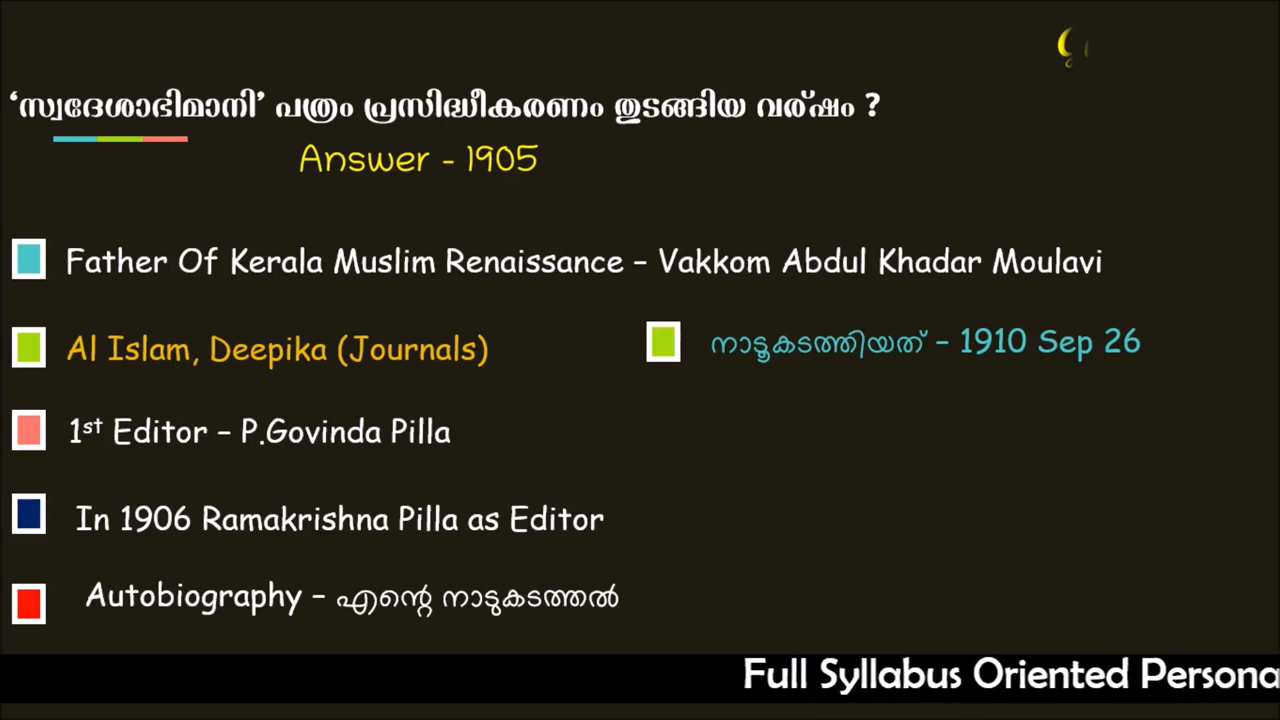 ‘സ്വദേശാഭിമാനി’ പത്രം പ്രസിദ്ധീകരണം തുടങ്ങിയ വര്ഷം ?
Answer - 1905
Father Of Kerala Muslim Renaissance – Vakkom Abdul Khadar Moulavi
Al Islam, Deepika (Journals)
നാടൂകടത്തിയത് – 1910 Sep 26
1st Editor – P.Govinda Pilla
In 1906 Ramakrishna Pilla as Editor
Autobiography – എന്റെ നാടുകടത്തൽ
Full Syllabus Oriented Persona